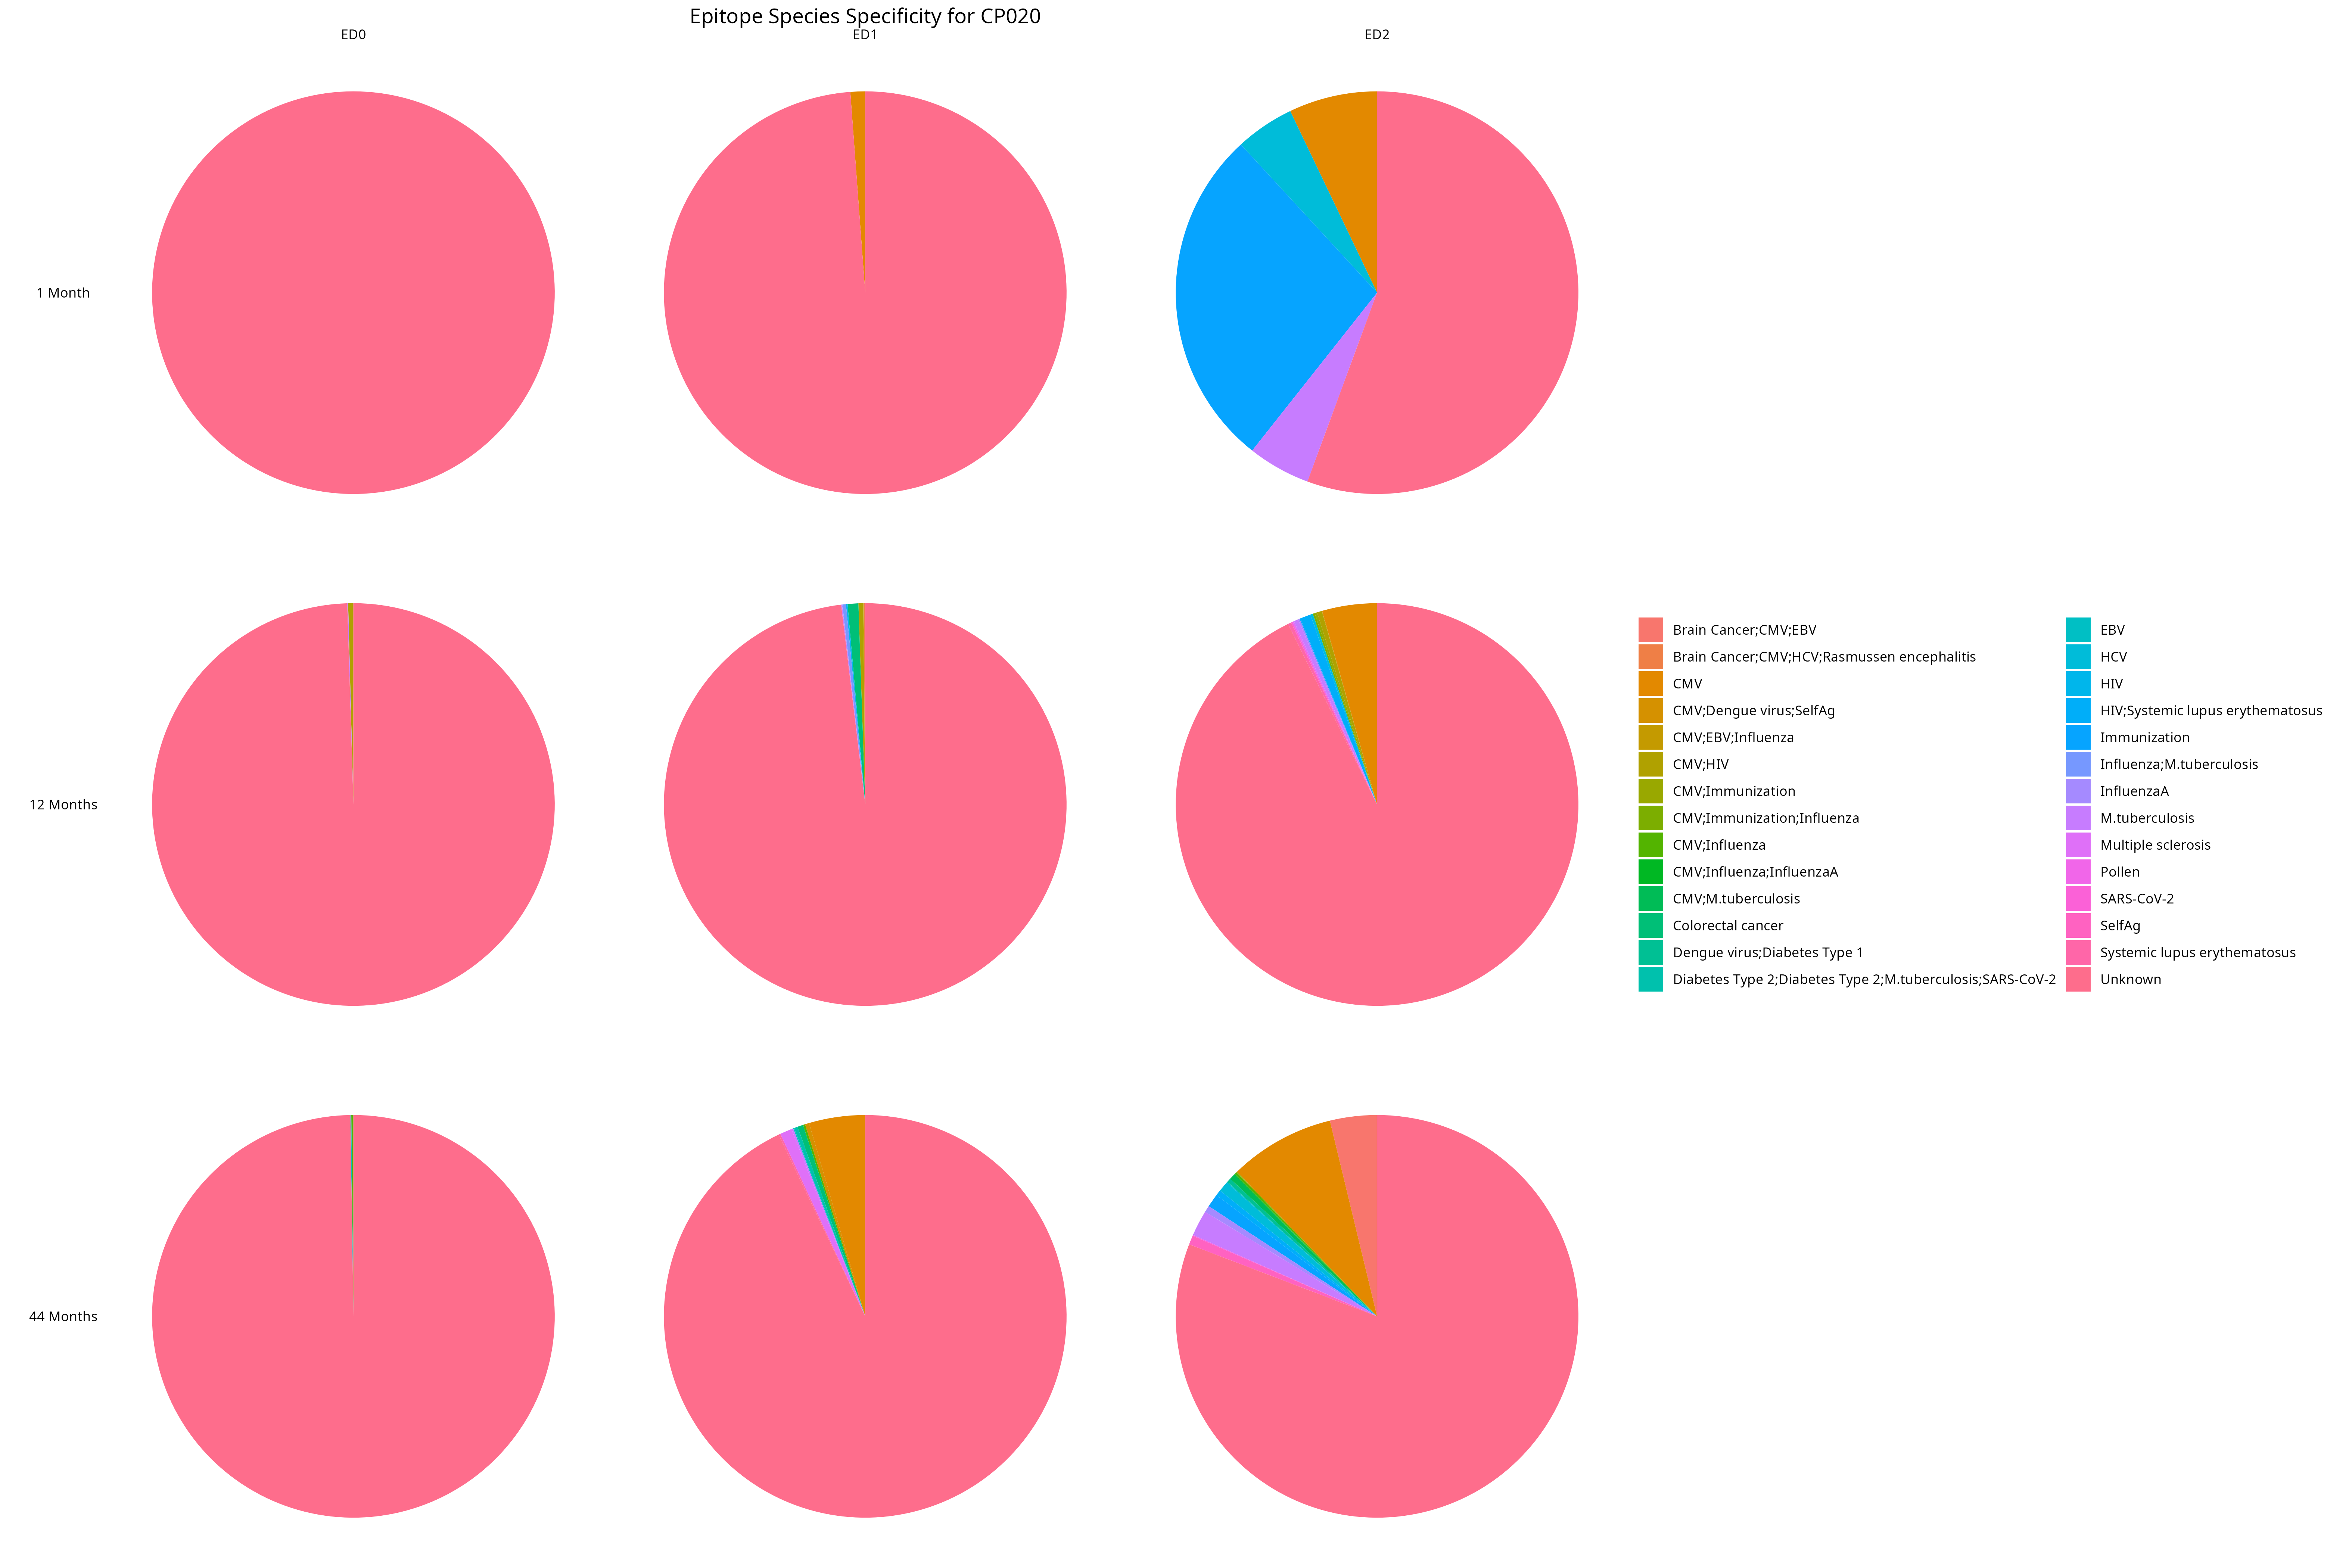 Epitope Species Specificity for CP020
ED0
ED1
ED2
1 Month
12 Months
44 Months
Brain Cancer;CMV;EBV
Brain Cancer;CMV;HCV;Rasmussen encephalitis
CMV
CMV;Dengue virus;SelfAg
CMV;EBV;Influenza
CMV;HIV
CMV;Immunization
CMV;Immunization;Influenza
CMV;Influenza
CMV;Influenza;InfluenzaA
CMV;M.tuberculosis
Colorectal cancer
Dengue virus;Diabetes Type 1
Diabetes Type 2;Diabetes Type 2;M.tuberculosis;SARS-CoV-2
EBV
HCV
HIV
HIV;Systemic lupus erythematosus
Immunization
Influenza;M.tuberculosis
InfluenzaA
M.tuberculosis
Multiple sclerosis
Pollen
SARS-CoV-2
SelfAg
Systemic lupus erythematosus
Unknown